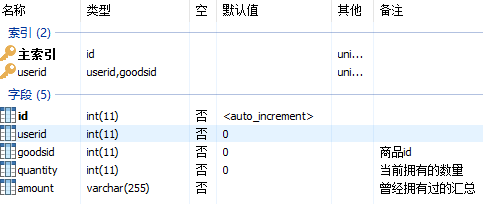 名称 类型 空 默认值 其他 备注
索引 (2)
主索引 id uni...
userid userid,goodsid uni...
字段 (5)
id int(11) 否 <auto_increment>
userid int(11) 否 0
goodsid int(11) 否 0 商品id
quantity int(11) 否 0 当前拥有的数量
amount varchar(255) 否 曾经拥有过的汇总